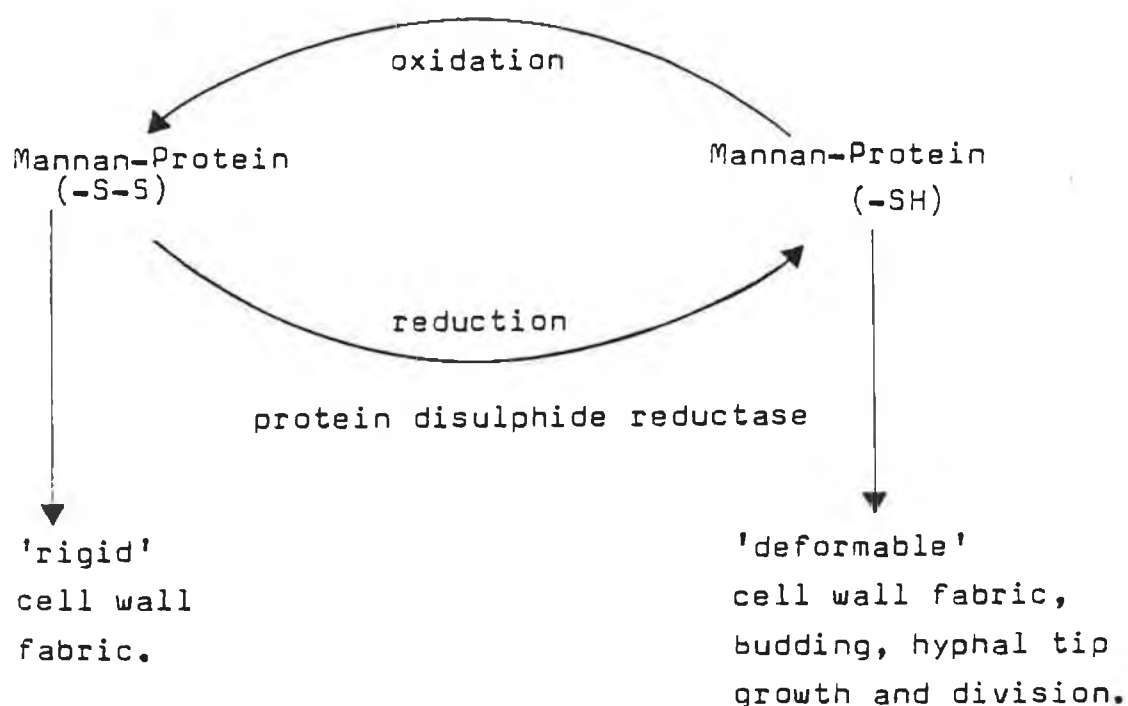 oxidation
Mannan-Protein
(-S-S)
Mannan-Protein
(-SH)
reduction
protein disulphide reductase
'rigid'
cell wall
fabric.
'deformable'
cell wall fabric,
budding, hyphal tip
growth and division.